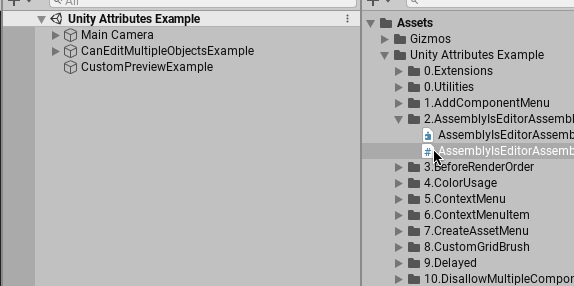 All
Unity Attributes Example
Main Camera
CanEditMultipleObjectsExample
CustomPreviewExample
Assets
Gizmos
Unity Attributes Example
0.Extensions
0.Utilities
1.AddComponentMenu
2.AssemblyIsEditorAssembl
AssemblyIsEditorAssemb
# AssemblyIsEditorAssemb
3.BeforeRenderOrder
4.ColorUsage
5.ContextMenu
6.ContextMenuItem
7.CreateAssetMenu
8.CustomGridBrush
9.Delayed
10.DisallowMultipleCompor